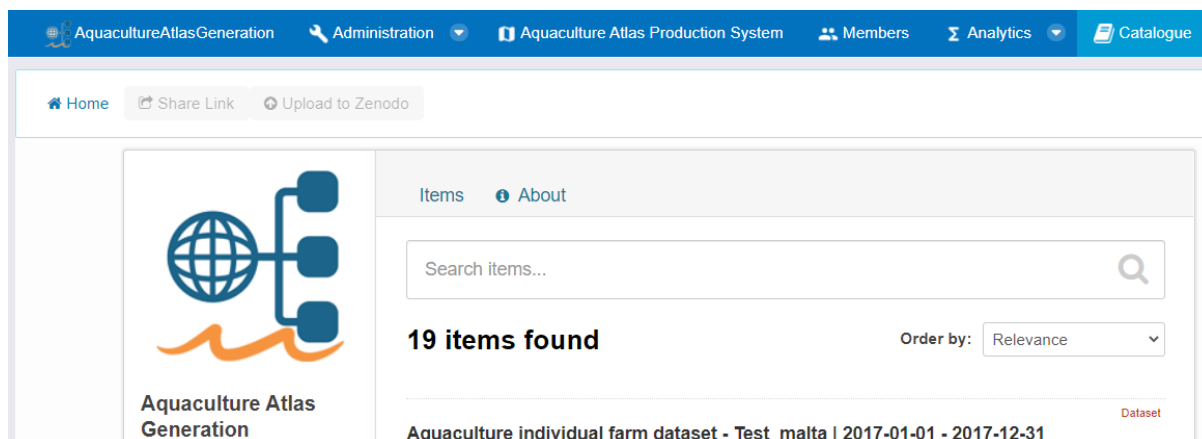 AquacultureAtlasGeneration Administration Aquaculture Atlas Production System Members Analytics Catalogue
Home Share Link Upload to Zenodo
Items About
Search items...
19 items found
Order by: Relevance
Aquaculture Atlas
Generation
Dataset
Aquaculture individual farm dataset - Test_malta | 2017-01-01 - 2017-12-31